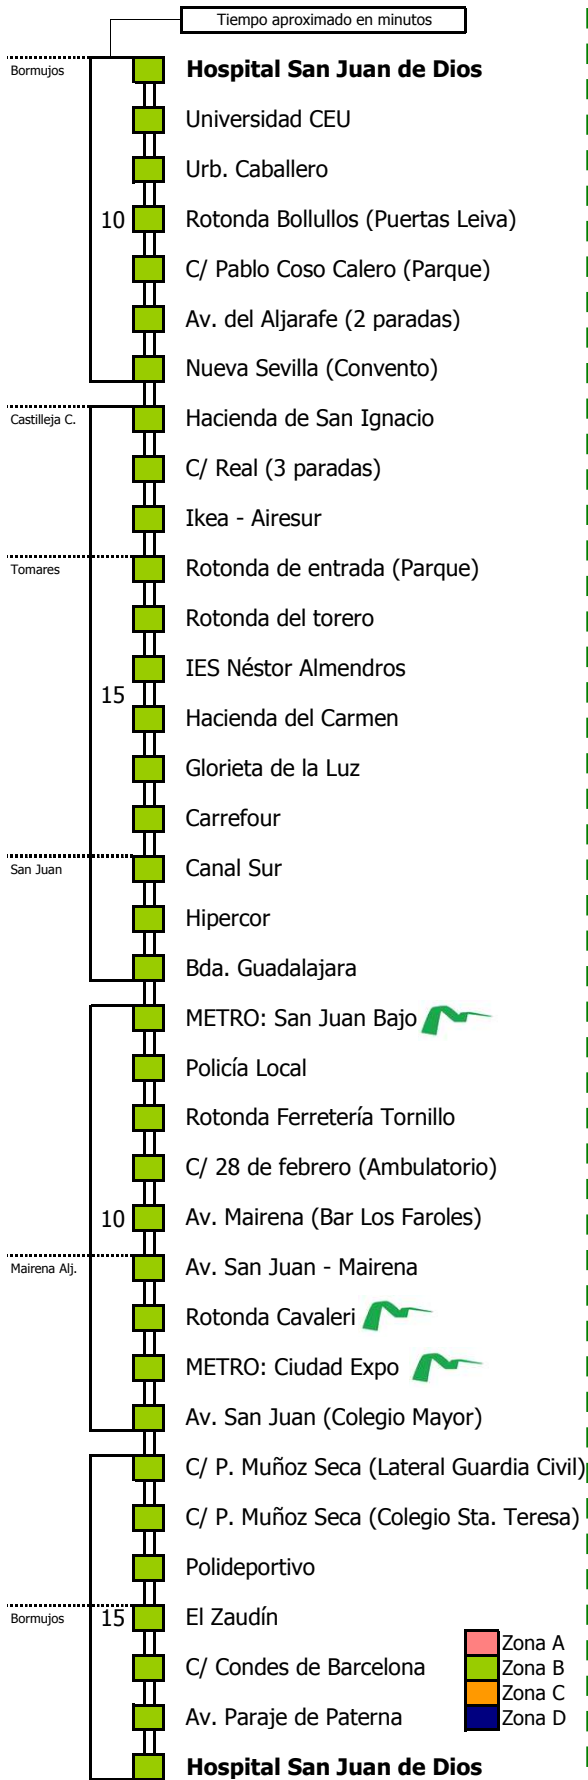 Tiempo aproximado en minutos
Bormujos
Hospital San Juan de Dios
Universidad CEU
Urb. Caballero
10
Rotonda Bollullos (Puertas Leiva)
C/ Pablo Coso Calero (Parque)
Av. del Aljarafe (2 paradas)
Nueva Sevilla (Convento)
Castilleja C.
Hacienda de San Ignacio
C/ Real (3 paradas)
Ikea - Airesur
Tomares
Rotonda de entrada (Parque)
Rotonda del torero
IES Néstor Almendros
15
Hacienda del Carmen
Glorieta de la Luz
Carrefour
San Juan
Canal Sur
Hipercor
Bda. Guadalajara
METRO: San Juan Bajo
Policía Local
Rotonda Ferretería Tornillo
C/ 28 de febrero (Ambulatorio)
10
Av. Mairena (Bar Los Faroles)
Mairena Alj.
Av. San Juan - Mairena
Rotonda Cavaleri
METRO: Ciudad Expo
Av. San Juan (Colegio Mayor)
C/ P. Muñoz Seca (Lateral Guardia Civil)
C/ P. Muñoz Seca (Colegio Sta. Teresa)
Polideportivo
Bormujos
15
El Zaudín
C/ Condes de Barcelona
Av. Paraje de Paterna
Hospital San Juan de Dios
Zona A
Zona B
Zona C
Zona D